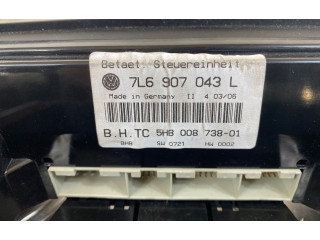 Betaet. Steuereinheit
7L6 907 043 L
Made in Germany II 4 03/06
B.H.TC 5HB 008 738-01
BHB SW 0721 HW 0002